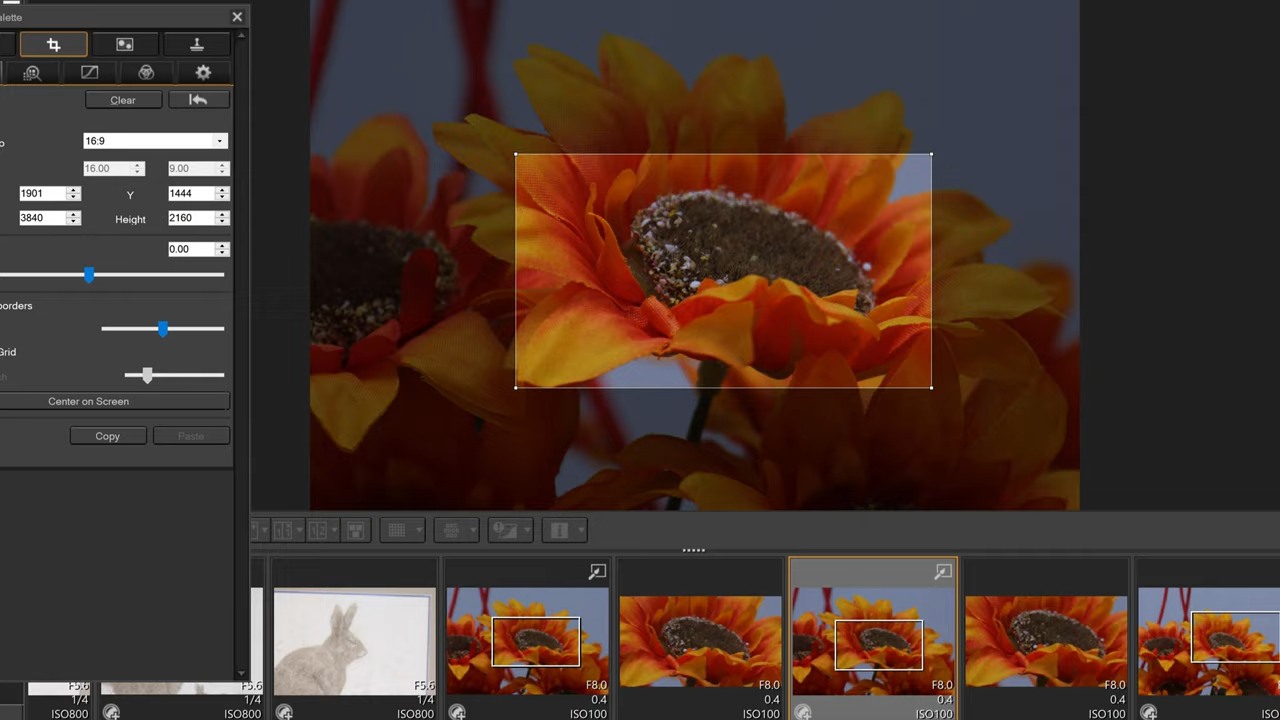 alette
Clear
o
16:9
16.00
9.00
1901
Y
1444
3840
Height
2160
0.00
borders
Grid
Center on Screen
Copy
Paste
F5.6
F5.6
F5.6
F8.0
F8.0
F8.0
F8.0
1/4
1/4
1/4
0.4
0.4
0.4
0.4
ISO800
ISO800
ISO800
ISO100
ISO100
ISO100
ISO100